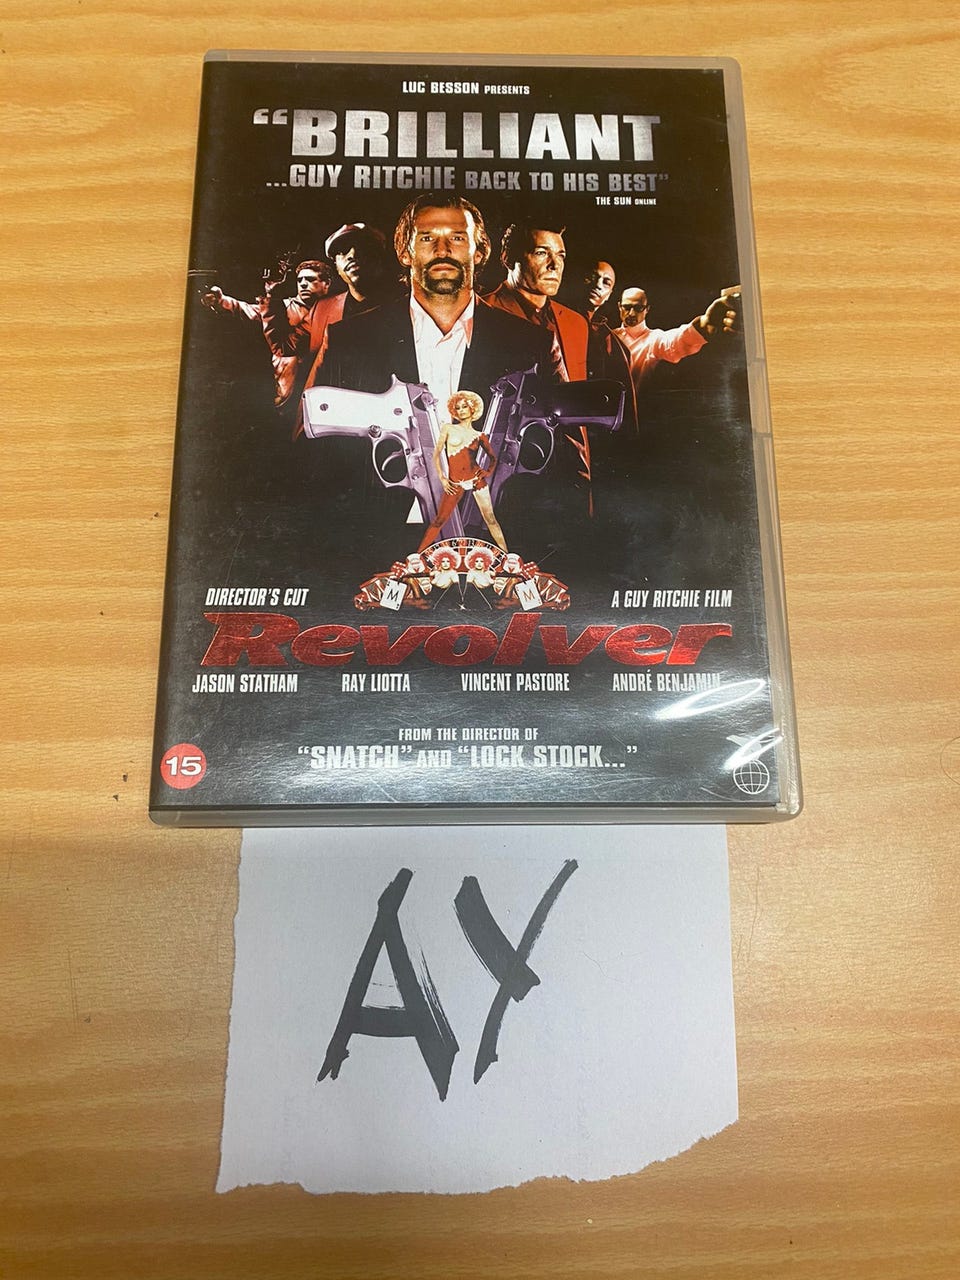 LUC BESSON PRESENTS
“BRILLIANT
...GUY RITCHIE BACK TO HIS BEST”
THE SUN ONLINE
M M
DIRECTOR'S CUT A GUY RITCHIE FILM
Revolver
JASON STATHAM RAY LIOTTA VINCENT PASTORE ANDRÉ BENJAMIN
FROM THE DIRECTOR OF
“SNATCH” AND “LOCK STOCK...”
15
AY